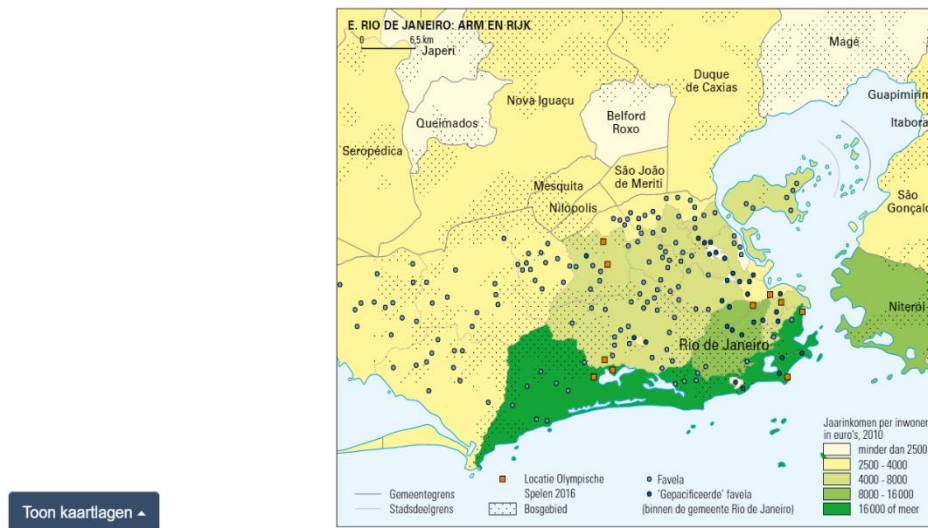 E. RIO DE JANEIRO: ARM EN RIJK
0 6,5 km
Japeri
Magé
Duque
de Caxias
Guapimirim
Nova Iguaçu
Belford
Roxo
Queimados
Itabora
Seropédica
São João
de Meriti
Mesquita
São
Gonçalo
Nilópolis
Niterói
Rio de Janeiro
Jaarinkomen per inwoner
in euro's, 2010
minder dan 2500
2500 - 4000
4000 - 8000
8000 - 16000
16000 of meer
Gemeentegrens
Stadsdeelgrens
Locatie Olympische
Spelen 2016
Bosgebied
Favela
'Gepacificeerde' favela
(binnen de gemeente Rio de Janeiro)
Toon kaartlagen